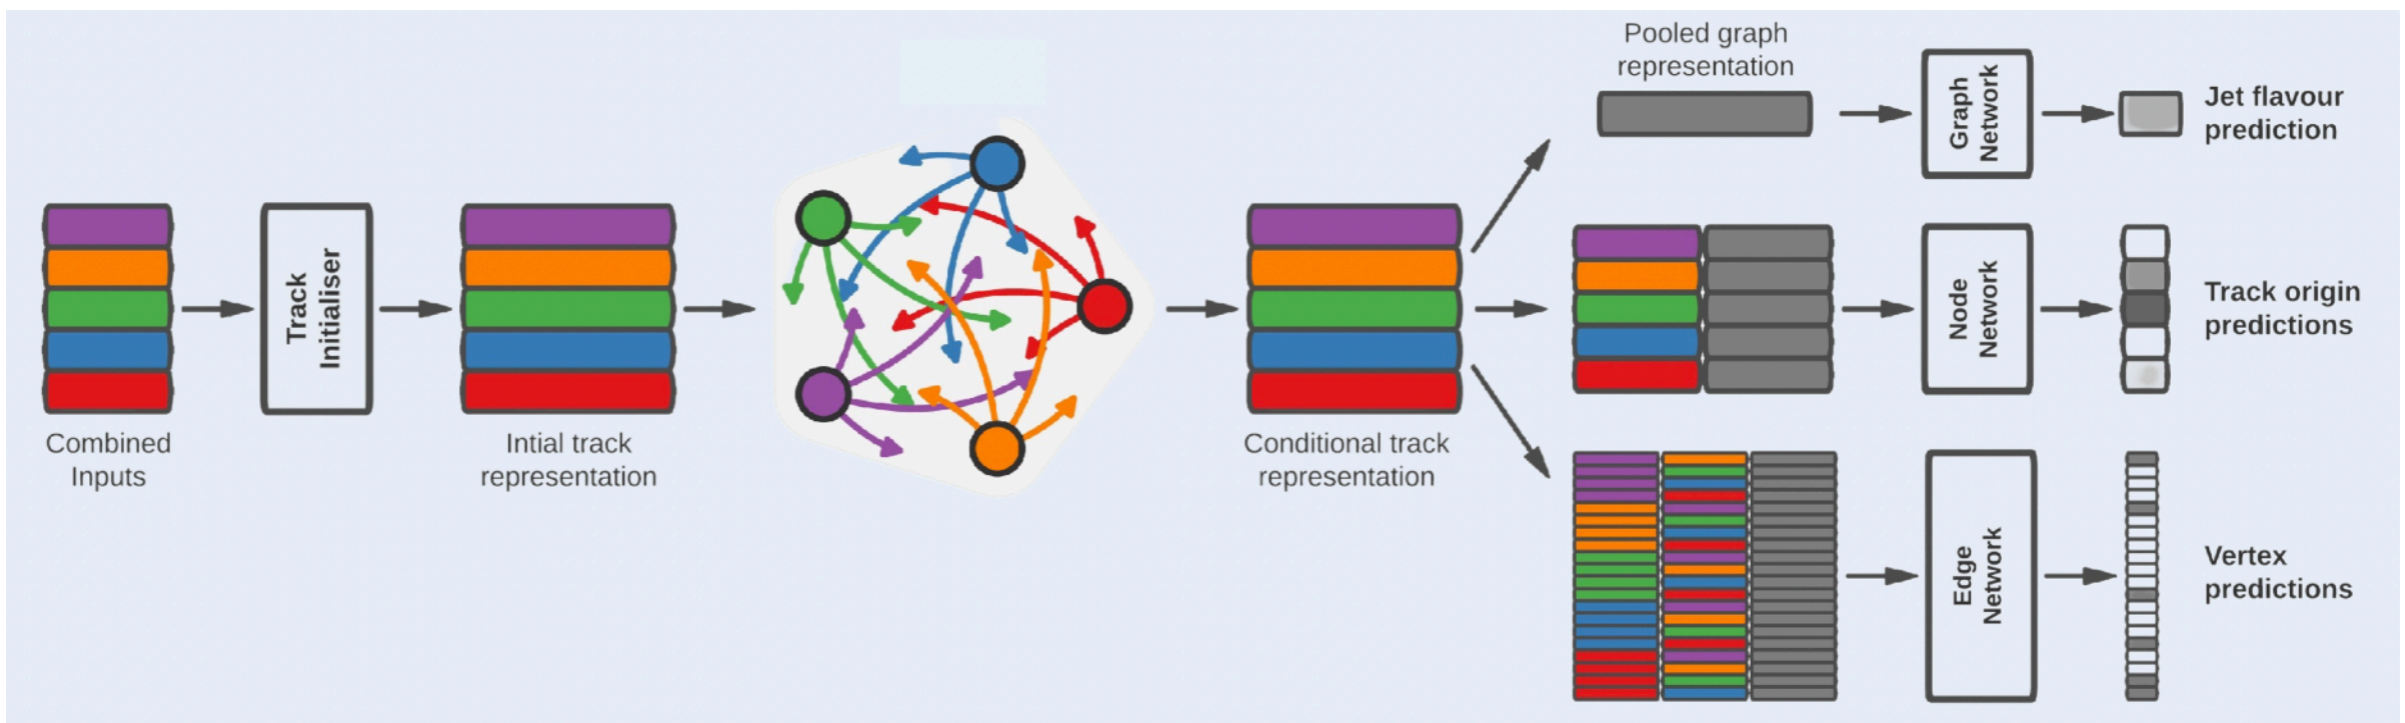 Combined
Inputs
Track
Initialiser
Intial track
representation
Conditional track
representation
Pooled graph
representation
Graph
Network
Jet flavour
prediction
Node
Network
Track origin
predictions
Edge
Network
Vertex
predictions